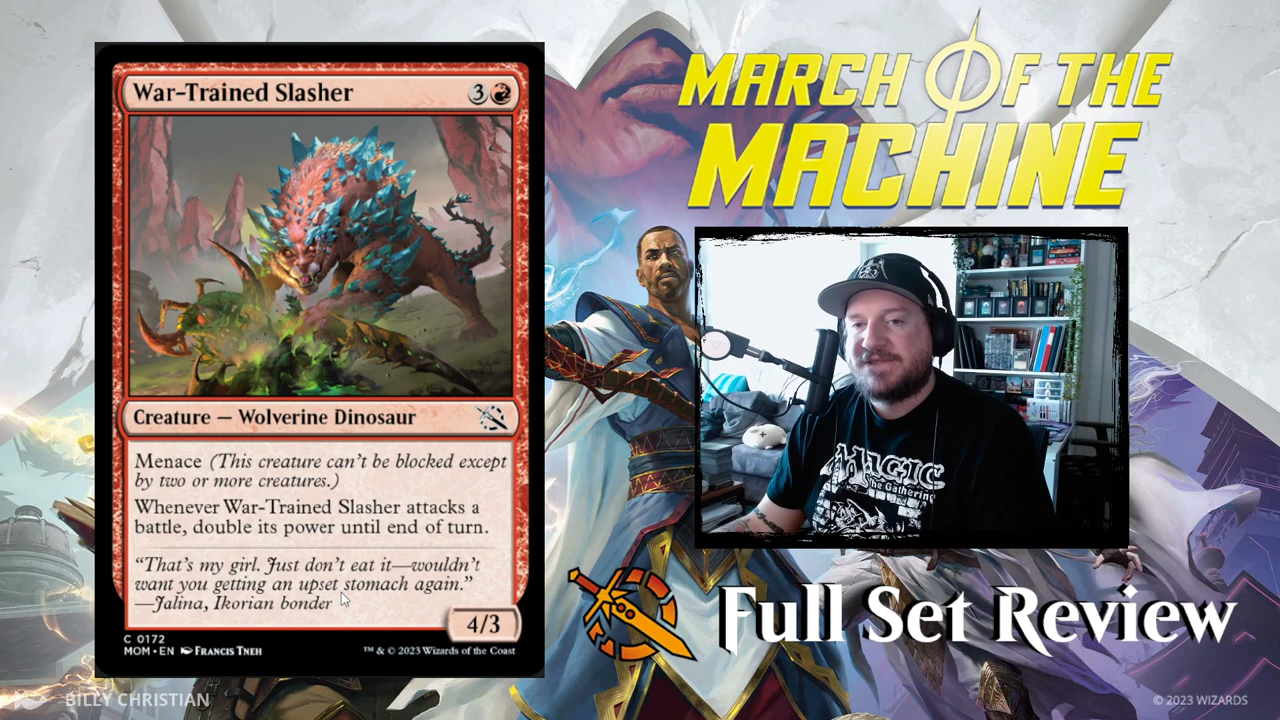 War-Trained Slasher
3
Creature — Wolverine Dinosaur
Menace (This creature can't be blocked except
by two or more creatures.)
Whenever War-Trained Slasher attacks a
battle, double its power until end of turn.
"That's my girl. Just don't eat it—wouldn't
want you getting an upset stomach again."
—Jalina, Ikorian bonder
4/3
C 0172
MOM • EN Francis Tneh
™ & © 2023 Wizards of the Coast
MARCH OF THE
MACHINE
MAGIC
The Gathering
Full Set Review
BILLY CHRISTIAN
© 2023 WIZARDS